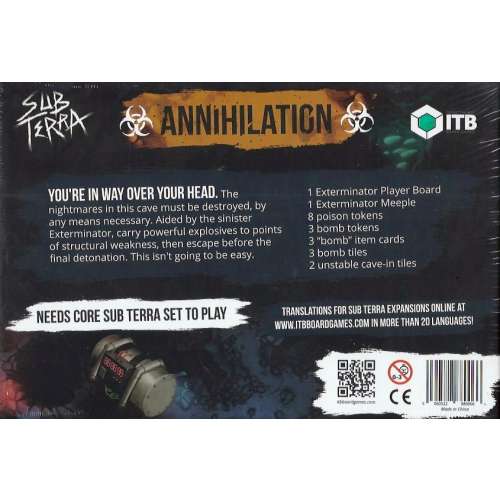 SUB TERRA
ANNIHILATION
ITB
YOU'RE IN WAY OVER YOUR HEAD. The
nightmares in this cave must be destroyed, by
any means necessary. Aided by the sinister
Exterminator, carry powerful explosives to points
of structural weakness, then escape before the
final detonation. This isn't going to be easy.
1 Exterminator Player Board
1 Exterminator Meeple
8 poison tokens
3 bomb tokens
3 "bomb" item cards
3 bomb tiles
2 unstable cave-in tiles
NEEDS CORE SUB TERRA SET TO PLAY
TRANSLATIONS FOR SUB TERRA EXPANSIONS ONLINE AT
WWW.ITBBOARDGAMES.COM IN MORE THAN 20 LANGUAGES!
0-3
CE
itbboardgames.com
Made in China